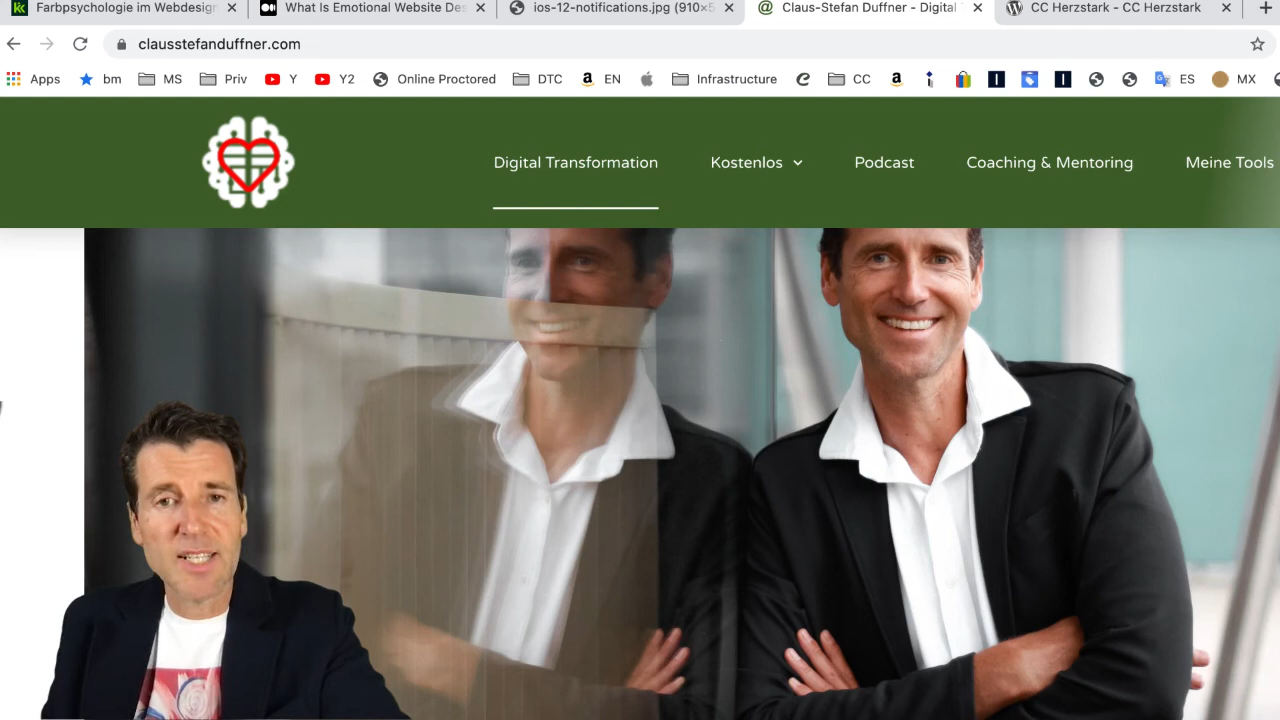 Farbpsychologie im Webdesign
What Is Emotional Website Des
ios-12-notifications.jpg (910×5
Claus-Stefan Duffner - Digital
CC Herzstark - CC Herzstark
clausstefanduffner.com
Apps bm MS Priv Y Y2 Online Proctored DTC EN Infrastructure CC ES MX
Digital Transformation Kostenlos Podcast Coaching & Mentoring Meine Tools